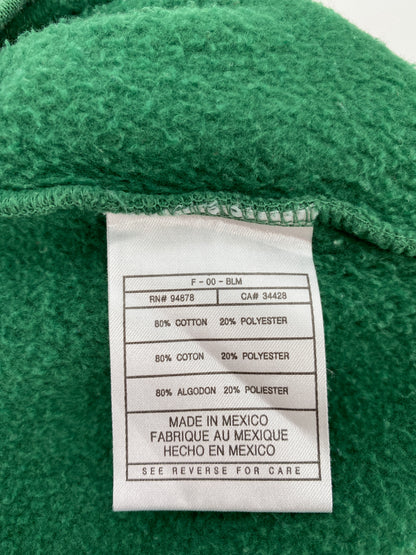 F - 00 - BLM
RN# 94878 CA# 34428
80% COTTON 20% POLYESTER
80% COTON 20% POLYESTER
80% ALGODON 20% POLIESTER
MADE IN MEXICO
FABRIQUE AU MEXIQUE
HECHO EN MEXICO
SEE REVERSE FOR CARE